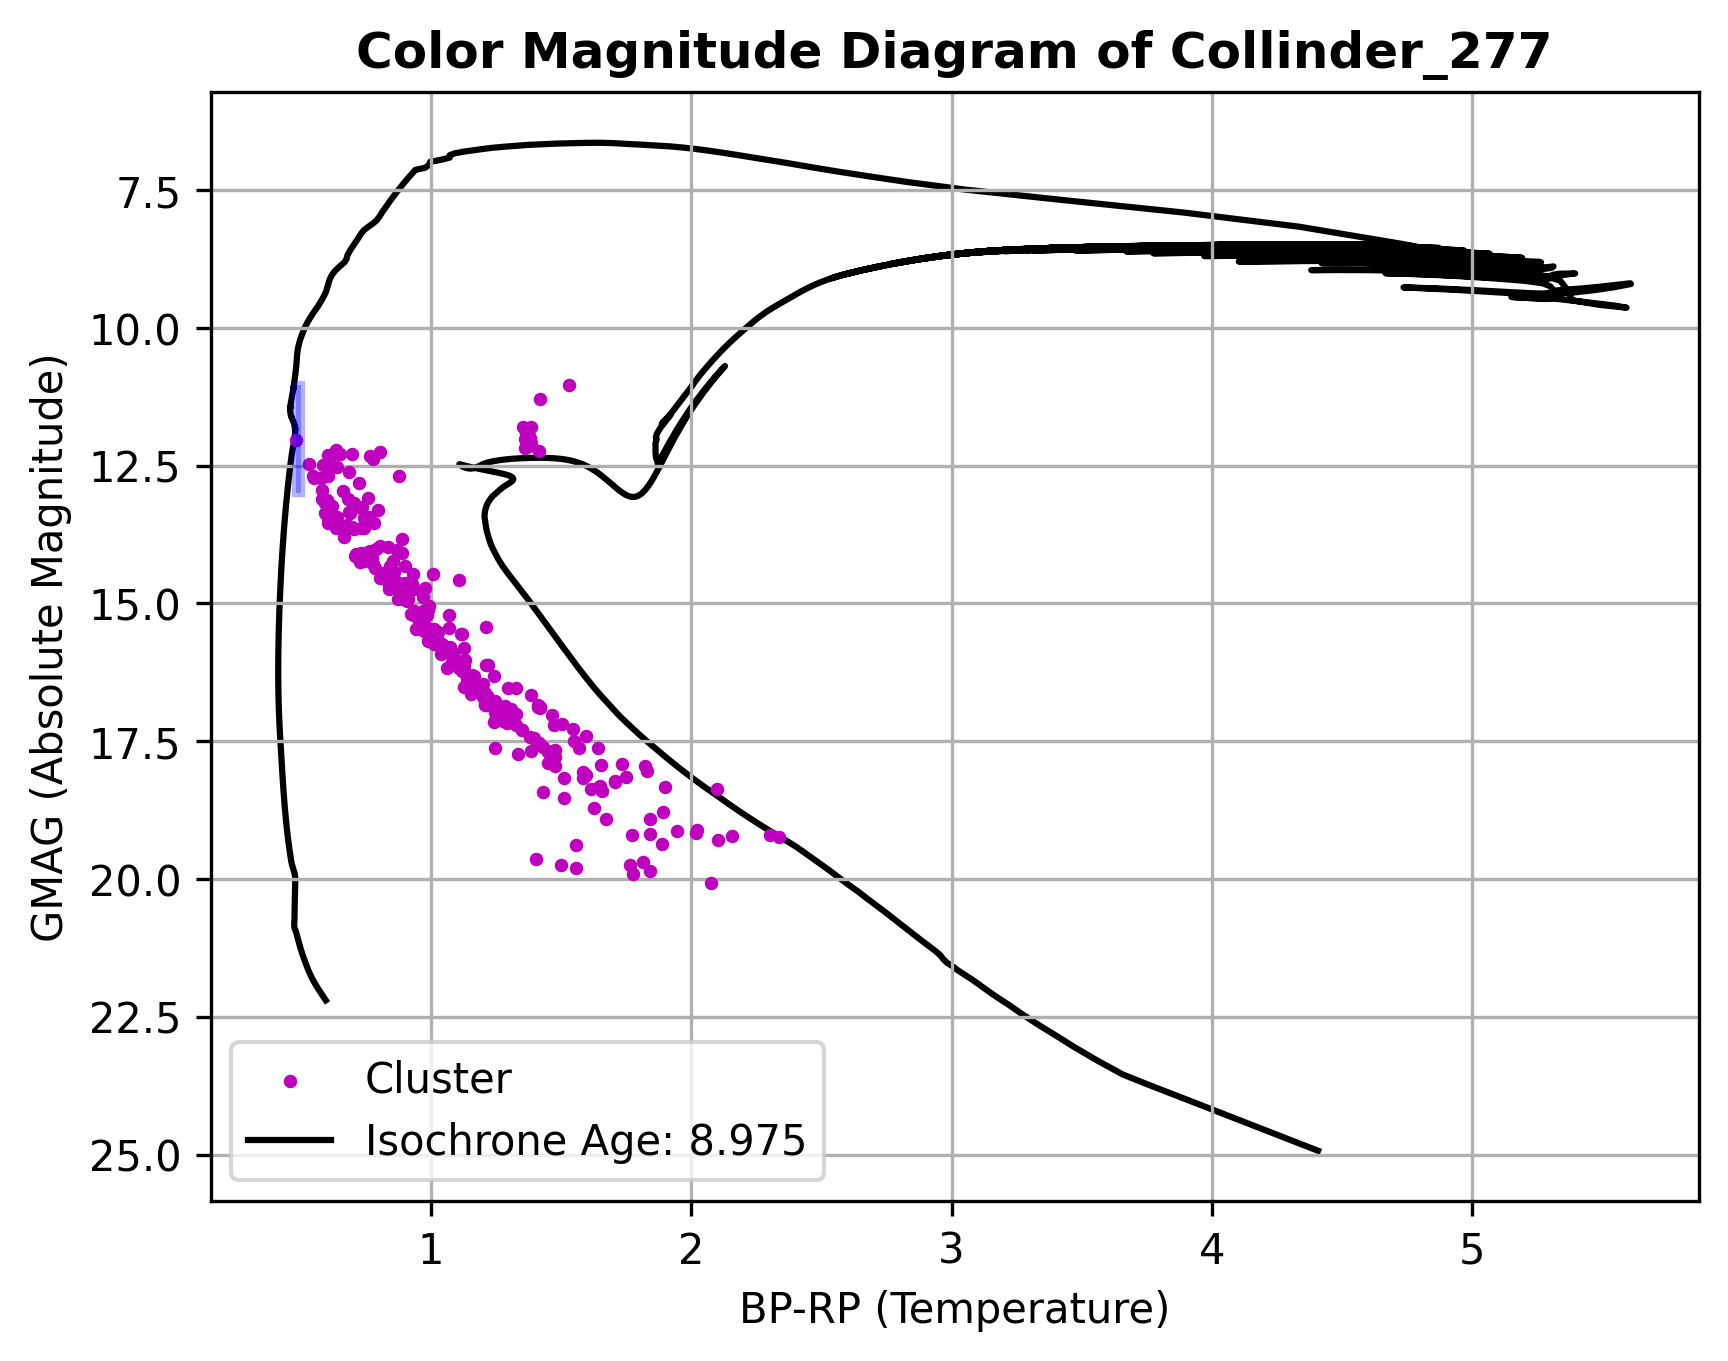 Color Magnitude Diagram of Collinder_277
GMAG (Absolute Magnitude)
7.5
10.0
12.5
15.0
17.5
20.0
22.5
25.0
Cluster
Isochrone Age: 8.975
1 2 3 4 5
BP-RP (Temperature)